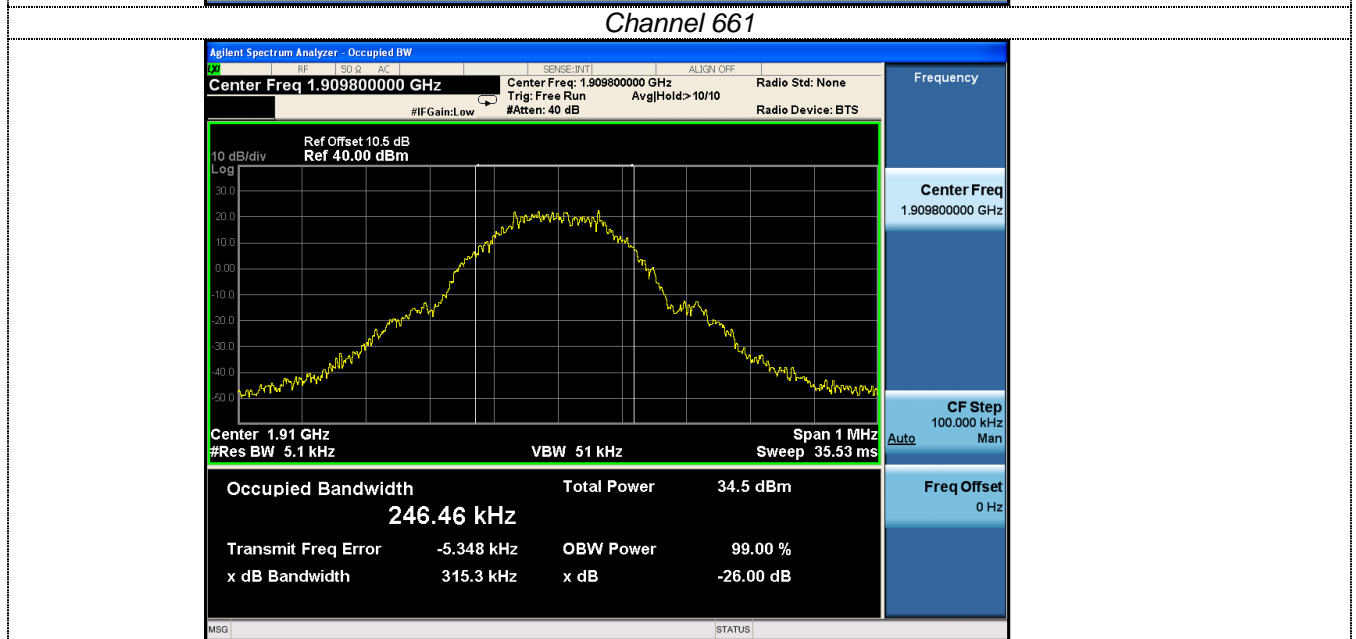 Channel 661
Agilent Spectrum Analyzer - Occupied BW
LXI RF 50 Ω AC SENSE:INT ALIGN OFF
Center Freq 1.909800000 GHz
Center Freq: 1.909800000 GHz Radio Std: None
Trig: Free Run Avg|Hold:>10/10
#IFGain:Low #Atten: 40 dB Radio Device: BTS
Ref Offset 10.5 dB
10 dB/div Ref 40.00 dBm
Log
30.0
20.0
10.0
0.00
-10.0
-20.0
-30.0
-40.0
-50.0
Center 1.91 GHz Span 1 MHz
#Res BW 5.1 kHz VBW 51 kHz Sweep 35.53 ms
Occupied Bandwidth Total Power 34.5 dBm
246.46 kHz
Transmit Freq Error -5.348 kHz OBW Power 99.00 %
x dB Bandwidth 315.3 kHz x dB -26.00 dB
MSG STATUS
Frequency
Center Freq
1.909800000 GHz
CF Step
100.000 kHz
Auto Man
Freq Offset
0 Hz